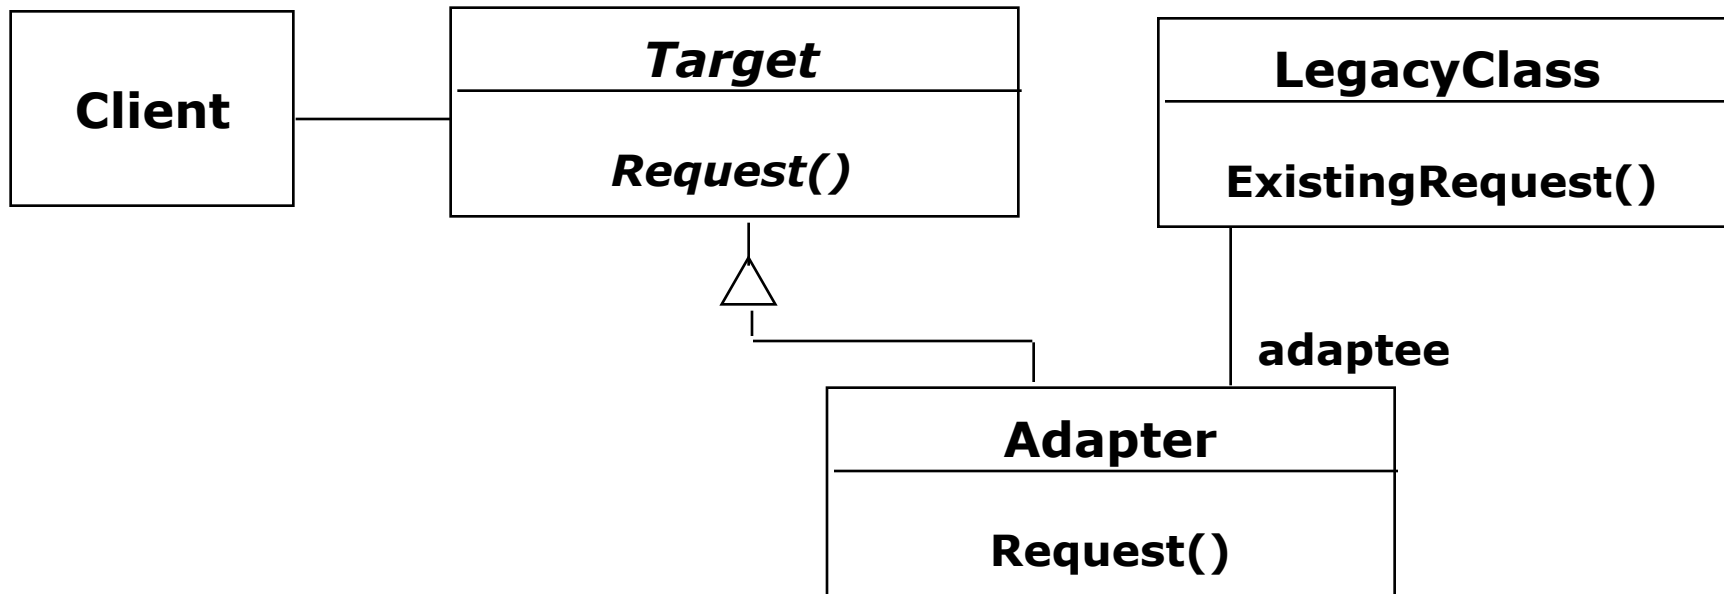 Client
Target
Request()
LegacyClass
ExistingRequest()
adaptee
Adapter
Request()